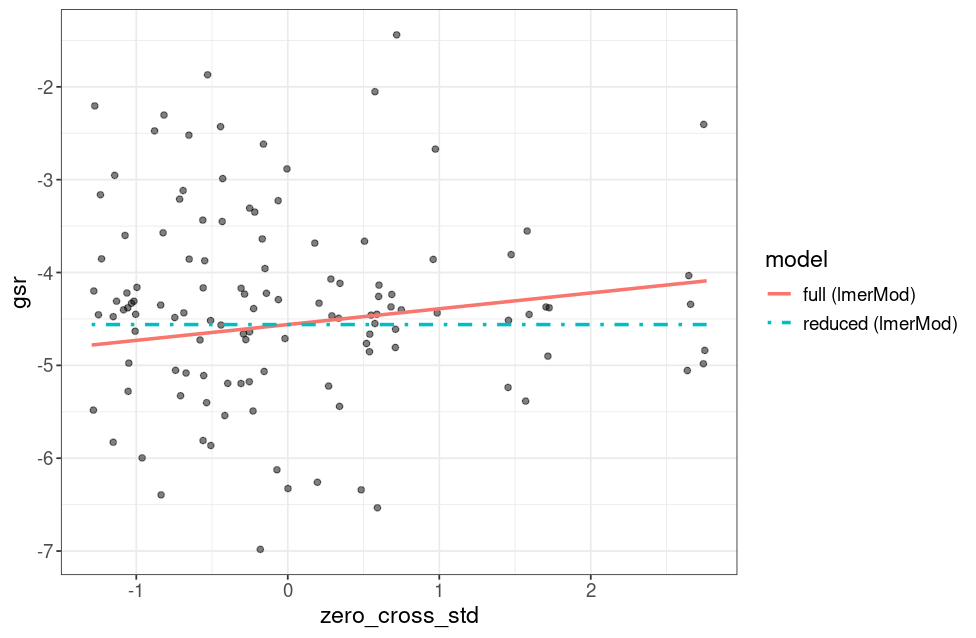 -2
-3
-4
-5
-6
-7
gsr
-1
0
1
2
zero_cross_std
model
full (lmerMod)
reduced (lmerMod)